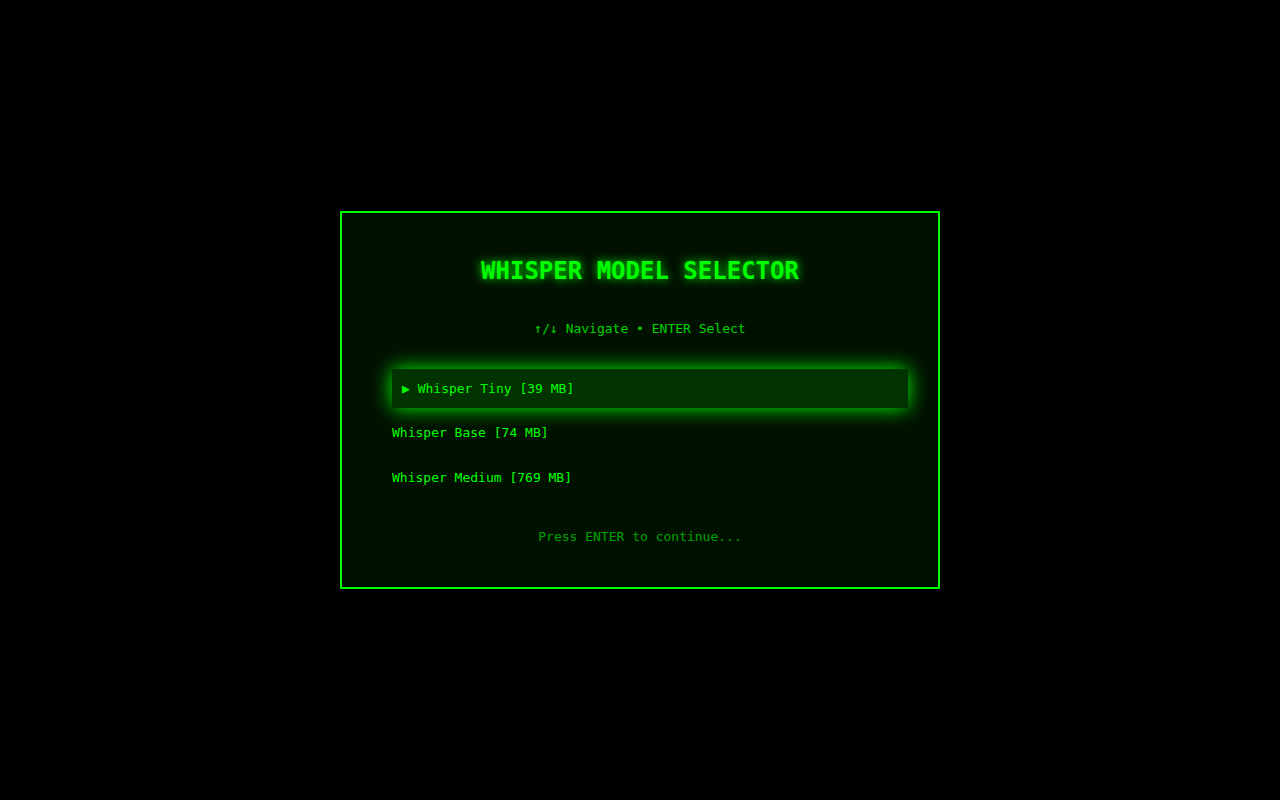 WHISPER MODEL SELECTOR
↑/↓ Navigate • ENTER Select
▶ Whisper Tiny [39 MB]
Whisper Base [74 MB]
Whisper Medium [769 MB]
Press ENTER to continue...